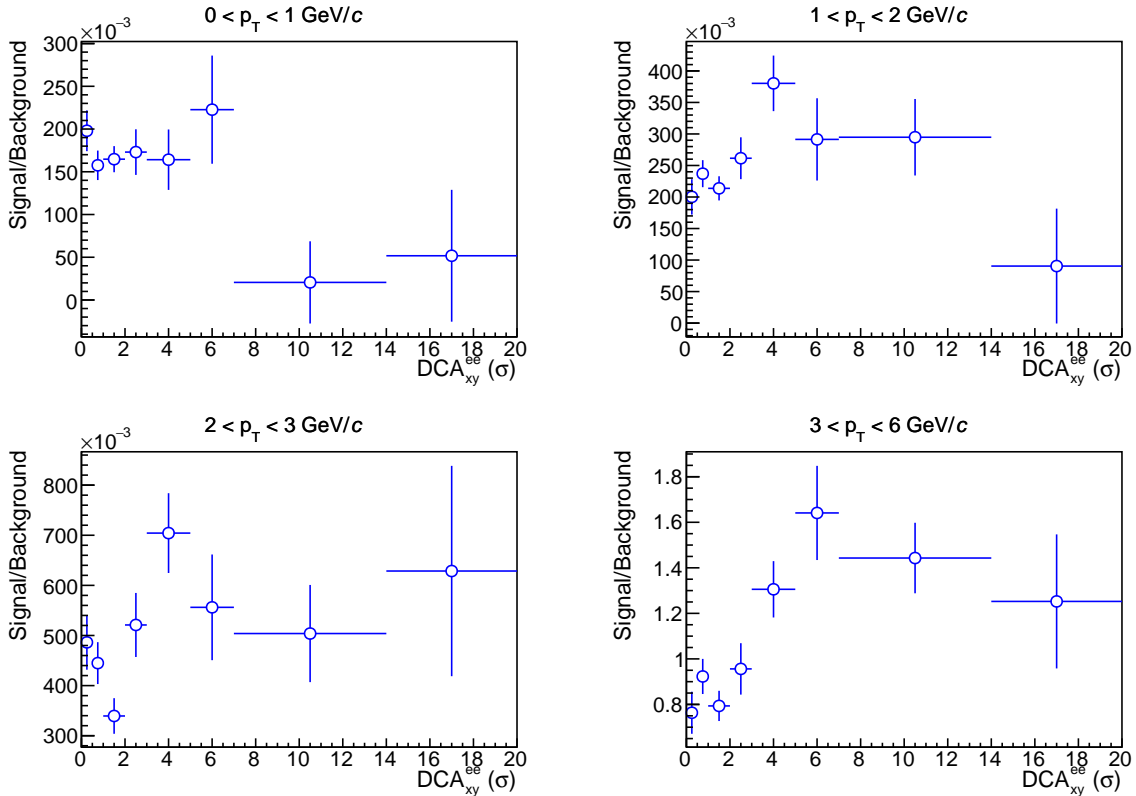 0 < p_T < 1 GeV/c
×10⁻³
Signal/Background
300
250
200
150
100
50
0
0 2 4 6 8 10 12 14 16 18 20
DCA_xy^ee (σ)
1 < p_T < 2 GeV/c
×10⁻³
Signal/Background
400
350
300
250
200
150
100
50
0
0 2 4 6 8 10 12 14 16 18 20
DCA_xy^ee (σ)
2 < p_T < 3 GeV/c
×10⁻³
Signal/Background
800
700
600
500
400
300
0 2 4 6 8 10 12 14 16 18 20
DCA_xy^ee (σ)
3 < p_T < 6 GeV/c
Signal/Background
1.8
1.6
1.4
1.2
1
0.8
0 2 4 6 8 10 12 14 16 18 20
DCA_xy^ee (σ)